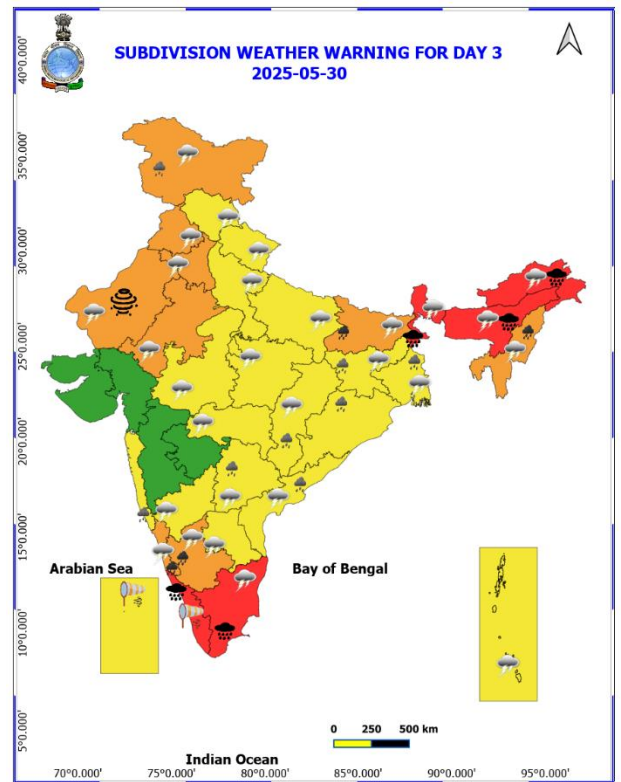 SUBDIVISION WEATHER WARNING FOR DAY 3
2025-05-30
40°0.000'
35°0.000'
30°0.000'
25°0.000'
20°0.000'
15°0.000'
10°0.000'
5°0.000'
Arabian Sea
Bay of Bengal
0 250 500 km
Indian Ocean
70°0.000' 75°0.000' 80°0.000' 85°0.000' 90°0.000' 95°0.000'